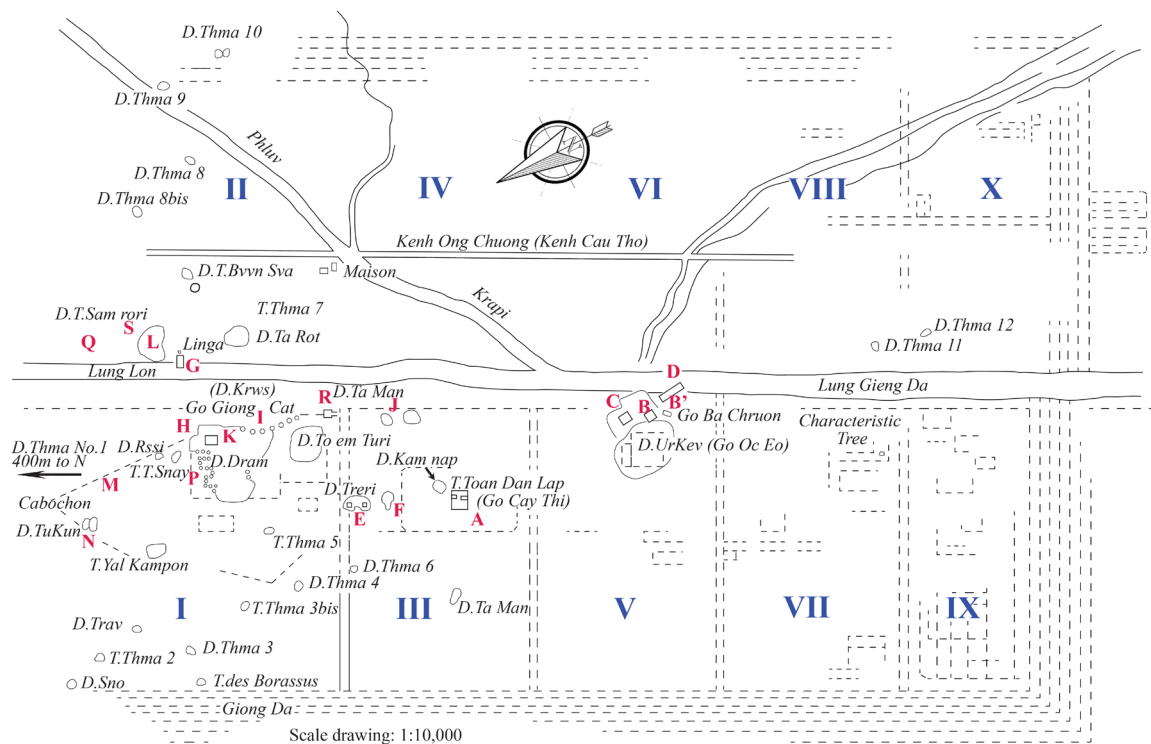 D.Thma 10
D.Thma 9
Phluv
D.Thma 8
II
IV
VI
VIII
X
D.Thma 8bis
N
Kenh Ong Chuong (Kenh Cau Tho)
D.T.Bvvn Sva
Maison
Krapi
T.Thma 7
D.T.Sam rori
S
Q
L
Linga
D.Ta Rot
D.Thma 12
D.Thma 11
G
Lung Lon
D
Lung Gieng Da
(D.Krws)
R
D.Ta Man
Go Giong Cat
I
J
C
B
B’
Go Ba Chruon
H
K
Characteristic
Tree
D.Thma No.1
D.Rssi
D.To em Turi
D.UrKev (Go Oc Eo)
400m to N
T.T.Snay
D.Dram
D.Kam nap
P
M
D.Treri
T.Toan Dan Lap
(Go Cay Thi)
Cabochon
F
E
A
D.TuKun
N
T.Thma 5
T.Yal Kampon
D.Thma 6
D.Thma 4
I
T.Thma 3bis
III
D.Ta Man
V
VII
IX
D.Trav
D.Thma 3
T.Thma 2
D.Sno
T.des Borassus
Giong Da
Scale drawing: 1:10,000